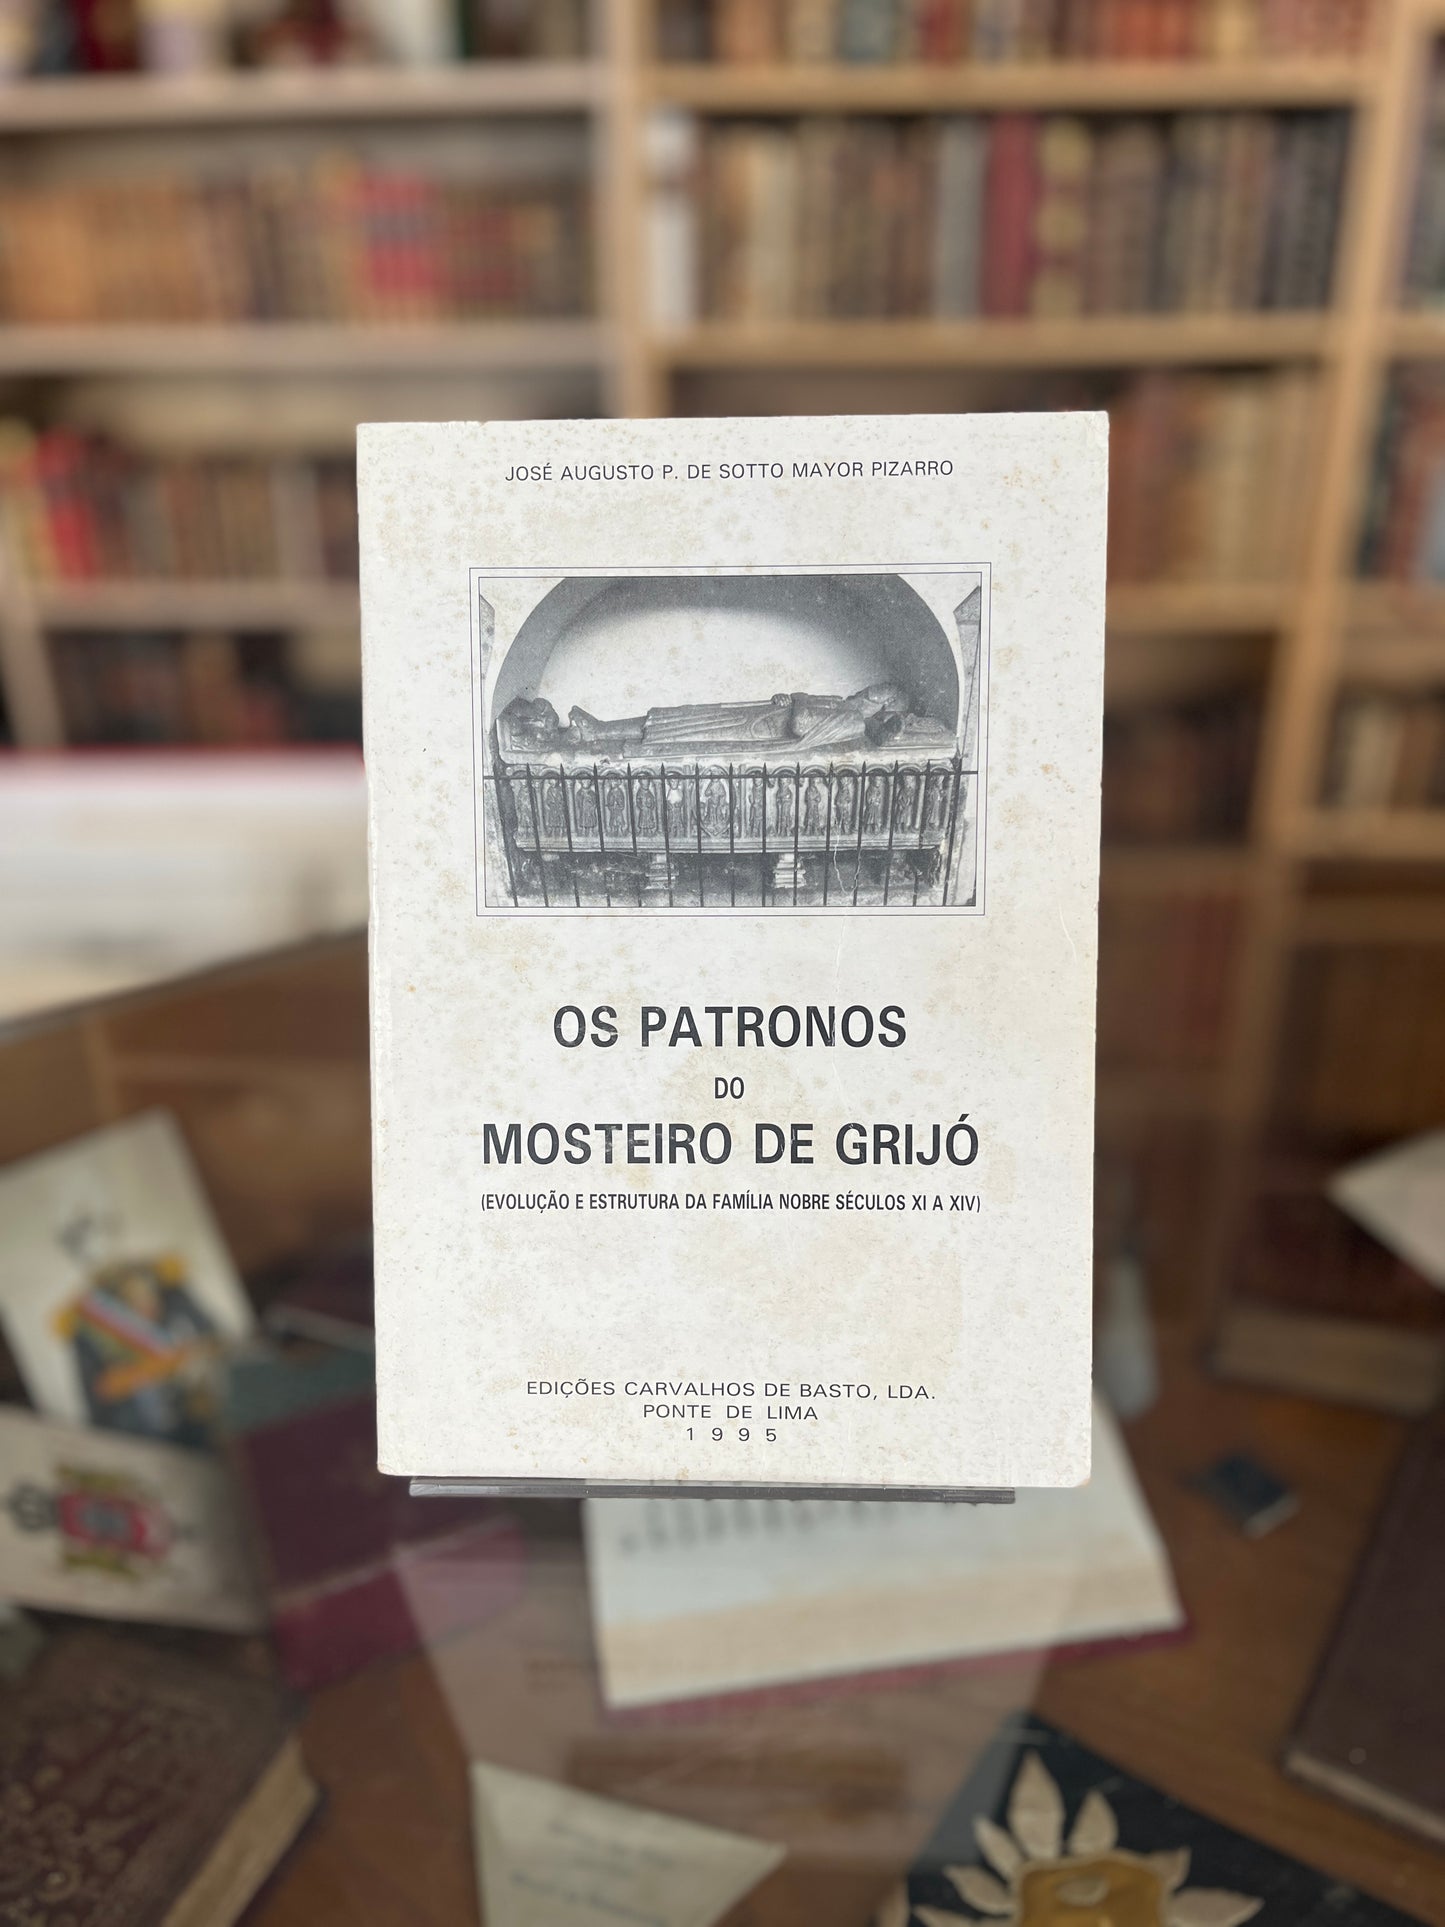 JOSÉ AUGUSTO P. DE SOTTO MAYOR PIZARRO
OS PATRONOS
DO
MOSTEIRO DE GRIJÓ
(EVOLUÇÃO E ESTRUTURA DA FAMÍLIA NOBRE SÉCULOS XI A XIV)
EDIÇÕES CARVALHOS DE BASTO, LDA.
PONTE DE LIMA
1995